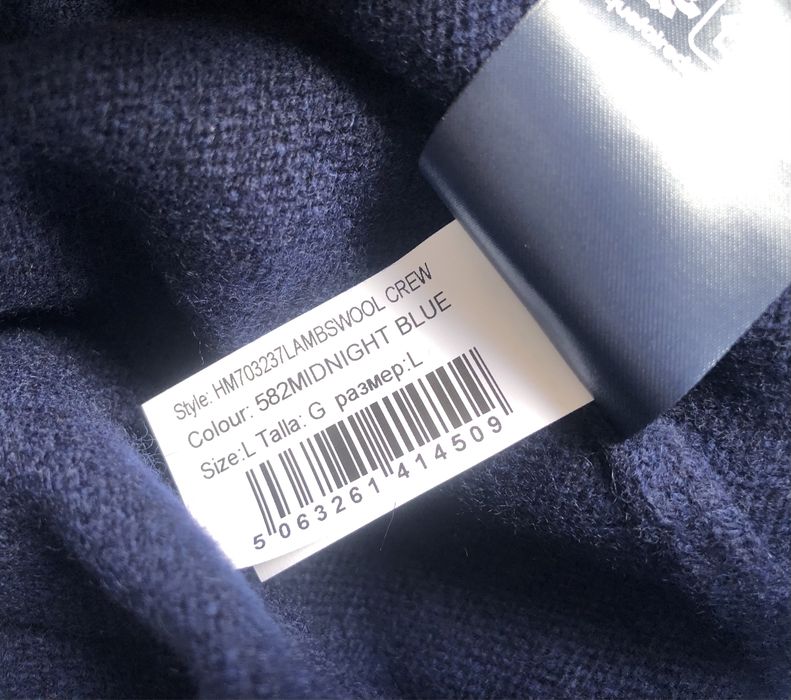 Style: HM703237LAMBSWOOL CREW
Colour: 582MIDNIGHT BLUE
Size:L Talla: G размер:L
5 063261 414509